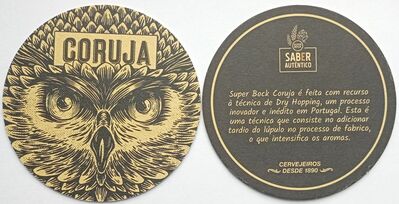 CORUJA
SABER
AUTÊNTICO
Super Bock Coruja é feita com recurso
à técnica de Dry Hopping, um processo
inovador e inédito em Portugal. Esta é
uma técnica que consiste no adicionar
tardio do lúpulo no processo de fabrico,
o que intensifica os aromas.
CERVEJEIROS
DESDE 1890